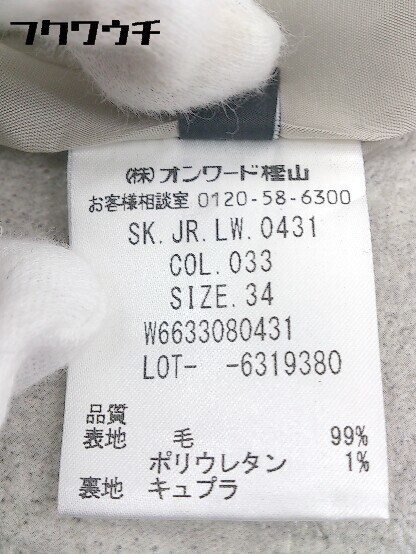 フクワウチ
(株)オンワード樫山
お客様相談室 0120-58-6300
SK.JR.LW.0431
COL.033
SIZE.34
W6633080431
LOT- -6319380
品質
表地 毛 99%
ポリウレタン 1%
裏地 キュプラ